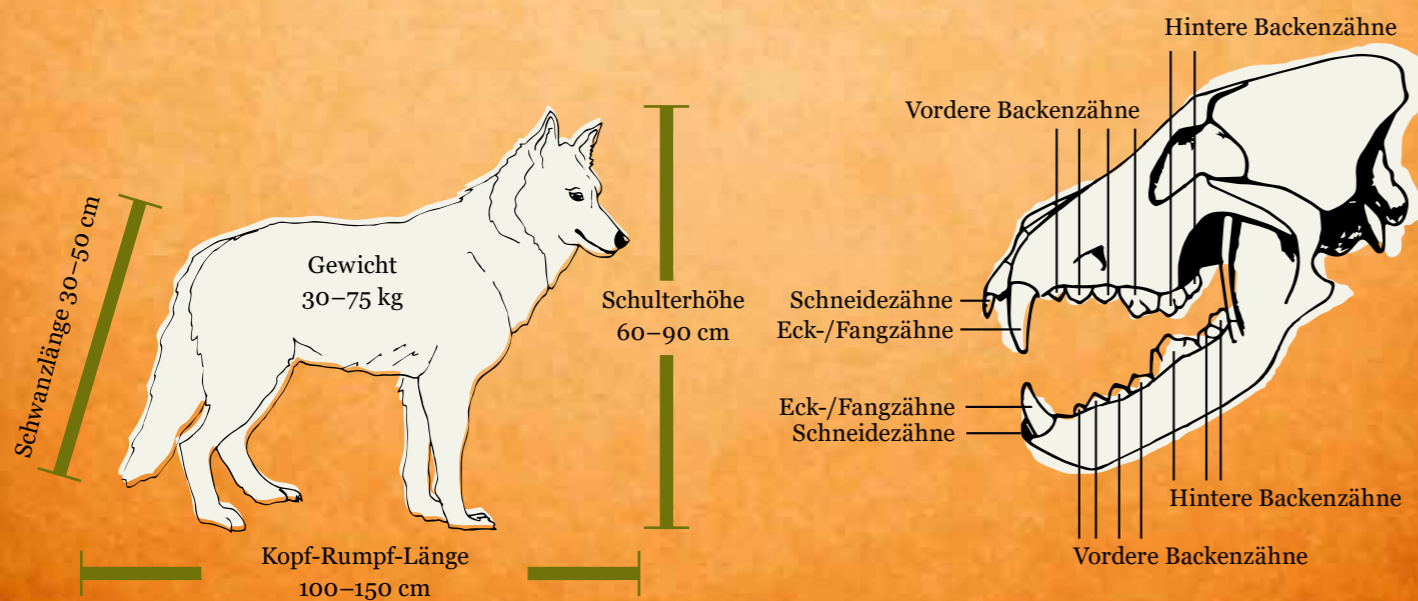 Schwanzlänge 30–50 cm
Gewicht
30–75 kg
Schulterhöhe
60–90 cm
Kopf-Rumpf-Länge
100–150 cm
Hintere Backenzähne
Vordere Backenzähne
Schneidezähne
Eck-/Fangzähne
Eck-/Fangzähne
Schneidezähne
Hintere Backenzähne
Vordere Backenzähne